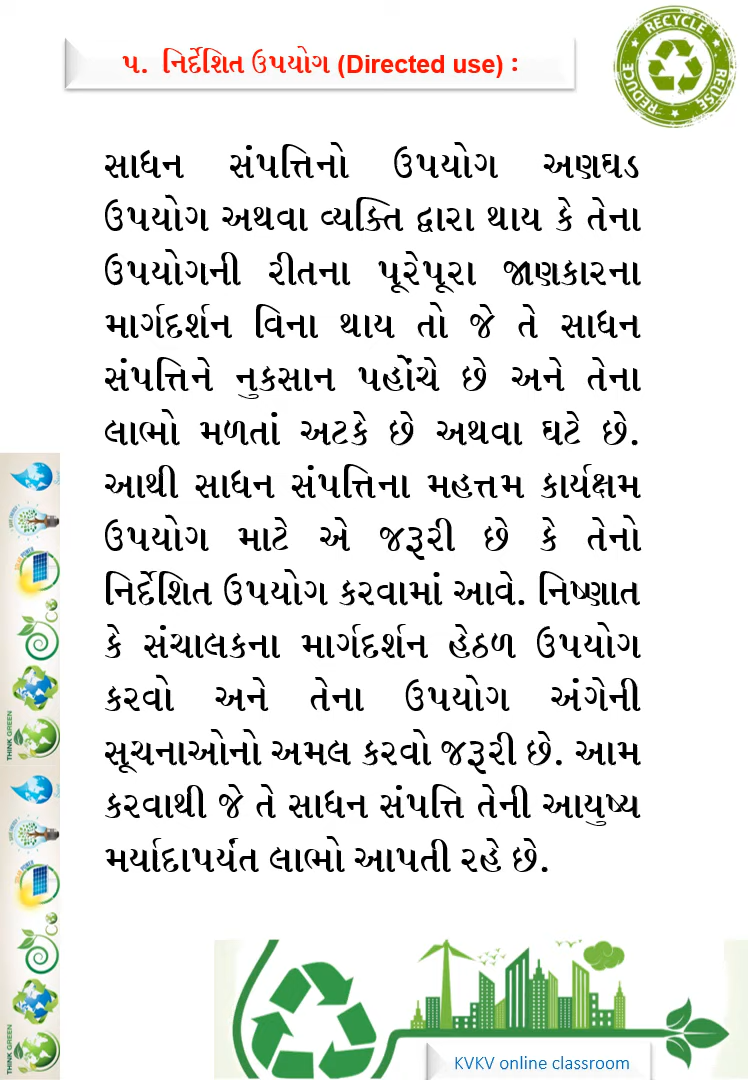 ૫. નિર્દેશિત ઉપયોગ (Directed use) :
RECYCLE
REDUCE
REUSE
સાધન સંપત્તિનો ઉપયોગ અણઘડ
ઉપયોગ અથવા વ્યક્તિ દ્વારા થાય કે તેના
ઉપયોગની રીતના પૂરેપૂરા જાણકારના
માર્ગદર્શન વિના થાય તો જે તે સાધન
સંપત્તિને નુકસાન પહોંચે છે અને તેના
લાભો મળતાં અટકે છે અથવા ઘટે છે.
આથી સાધન સંપત્તિના મહત્તમ કાર્યક્ષમ
ઉપયોગ માટે એ જરૂરી છે કે તેનો
નિર્દેશિત ઉપયોગ કરવામાં આવે. નિષ્ણાત
કે સંચાલકના માર્ગદર્શન હેઠળ ઉપયોગ
કરવો અને તેના ઉપયોગ અંગેની
સૂચનાઓનો અમલ કરવો જરૂરી છે. આમ
કરવાથી જે તે સાધન સંપત્તિ તેની આયુષ્ય
મર્યાદાપર્યંત લાભો આપતી રહે છે.
THINK GREEN
THINK GREEN
KVKV online classroom